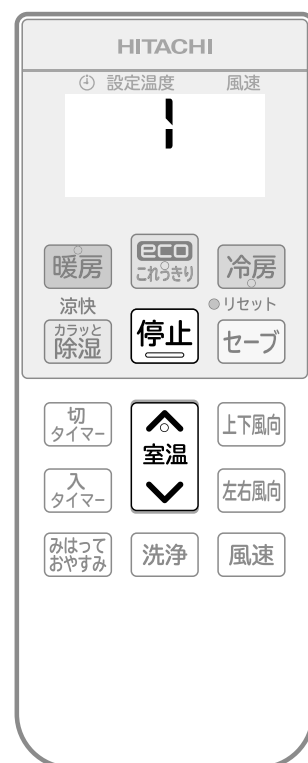 HITACHI
設定温度 風速
1
暖房 eco これっきり 冷房
涼快 カラッと 除湿
停止
リセット
セーブ
切 タイマー
室温
上下風向
入 タイマー
左右風向
みはって おやすみ
洗浄
風速